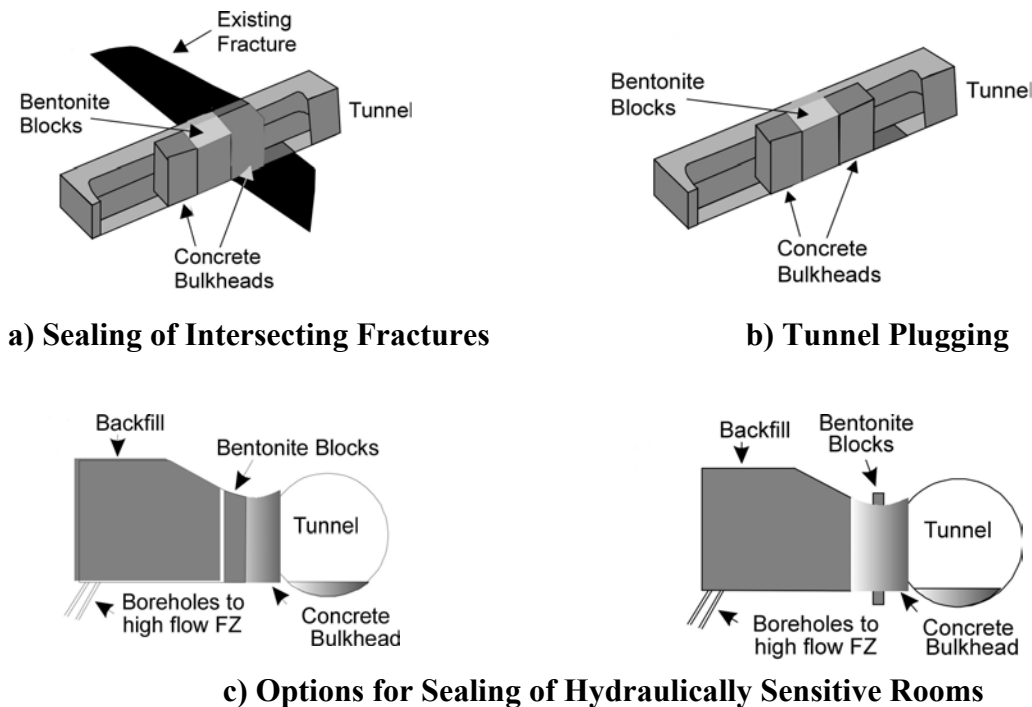 Existing
Fracture
Bentonite
Blocks
Tunnel
Concrete
Bulkheads
a) Sealing of Intersecting Fractures
Bentonite
Blocks
Tunnel
Concrete
Bulkheads
b) Tunnel Plugging
Backfill
Bentonite Blocks
Tunnel
Boreholes to
high flow FZ
Concrete
Bulkhead
Backfill
Bentonite
Blocks
Tunnel
Boreholes to
high flow FZ
Concrete
Bulkhead
c) Options for Sealing of Hydraulically Sensitive Rooms